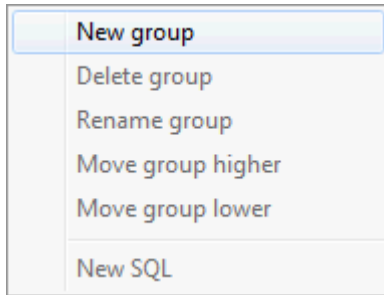 New group
Delete group
Rename group
Move group higher
Move group lower
New SQL